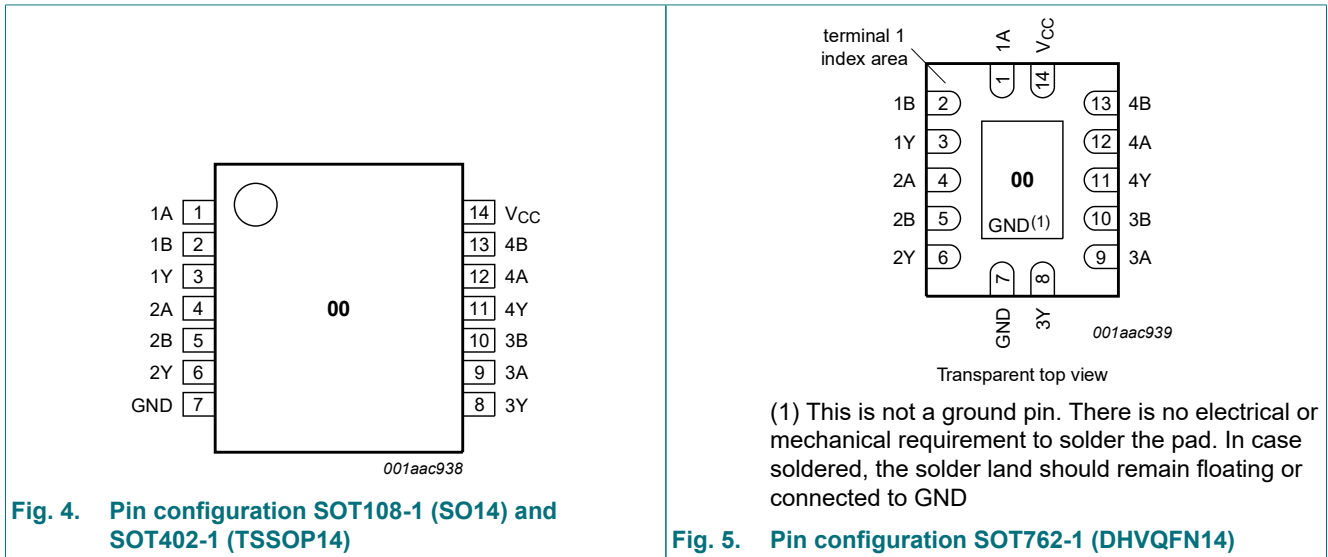 1A 1
1B 2
1Y 3
2A 4
2B 5
2Y 6
GND 7
00
14 VCC
13 4B
12 4A
11 4Y
10 3B
9 3A
8 3Y
001aac938
Fig. 4. Pin configuration SOT108-1 (SO14) and
SOT402-1 (TSSOP14)
terminal 1
index area
1A
VCC
1
14
1B 2
1Y 3
2A 4
2B 5
2Y 6
00
GND(1)
13 4B
12 4A
11 4Y
10 3B
9 3A
7
8
GND
3Y
001aac939
Transparent top view
(1) This is not a ground pin. There is no electrical or
mechanical requirement to solder the pad. In case
soldered, the solder land should remain floating or
connected to GND
Fig. 5. Pin configuration SOT762-1 (DHVQFN14)